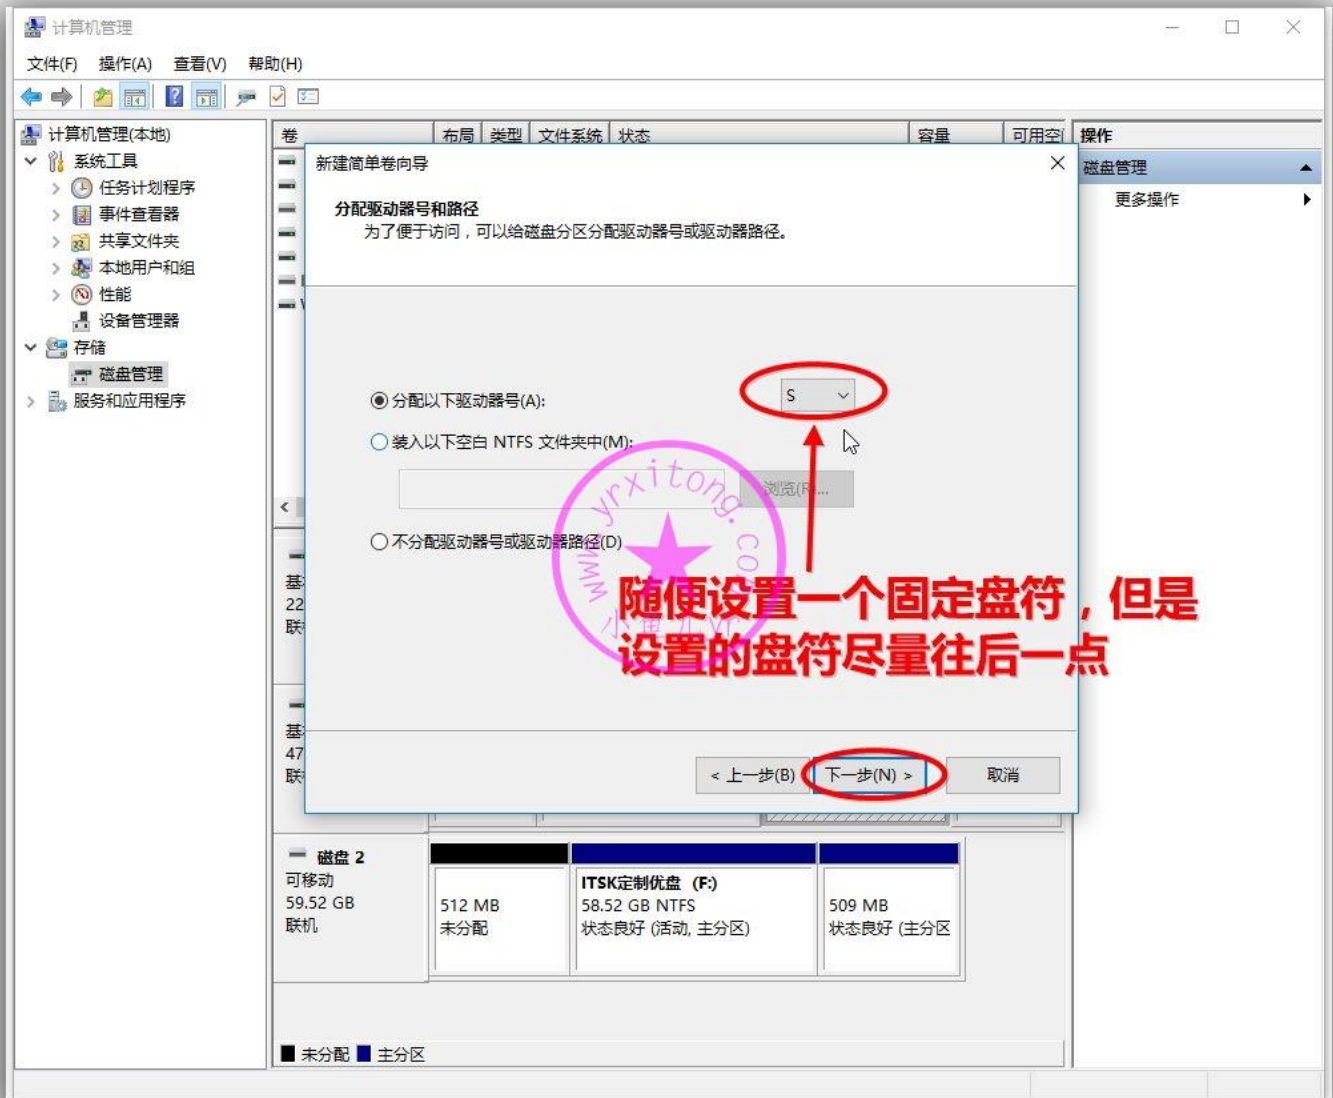 计算机管理
文件(F) 操作(A) 查看(V) 帮助(H)
计算机管理(本地)
系统工具
任务计划程序
事件查看器
共享文件夹
本地用户和组
性能
设备管理器
存储
磁盘管理
服务和应用程序
卷 布局 类型 文件系统 状态 容量 可用空
操作
磁盘管理
更多操作
新建简单卷向导
分配驱动器号和路径
为了便于访问，可以给磁盘分区分配驱动器号或驱动器路径。
分配以下驱动器号(A):
S
装入以下空白 NTFS 文件夹中(M):
浏览(R)...
不分配驱动器号或驱动器路径(D)
www.yrxitong.com
随便设置一个固定盘符，但是
设置的盘符尽量往后一点
< 上一步(B) 下一步(N) > 取消
基
22
联
基
47
联
磁盘 2
可移动
59.52 GB
联机
512 MB
未分配
ITSK定制优盘 (F:)
58.52 GB NTFS
状态良好 (活动, 主分区)
509 MB
状态良好 (主分区
未分配 主分区